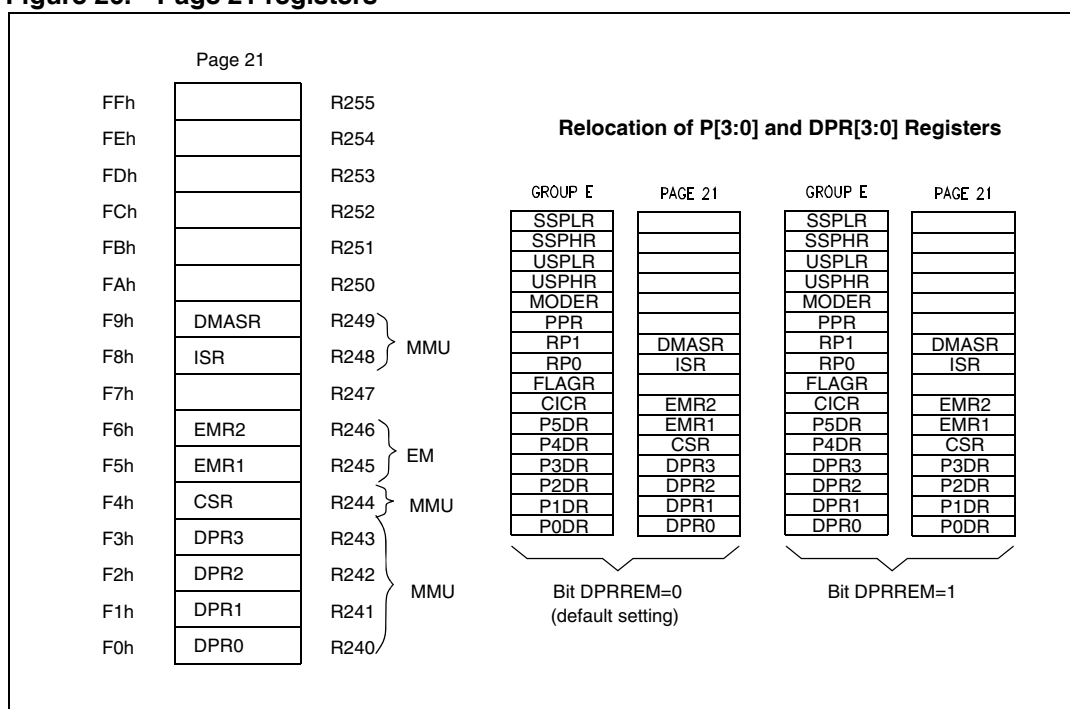 Page 21 registers
Page 21
FFh R255
FEh R254
FDh R253
FCh R252
FBh R251
FAh R250
F9h DMASR R249
F8h ISR R248
MMU
F7h R247
F6h EMR2 R246
F5h EMR1 R245
EM
F4h CSR R244 MMU
F3h DPR3 R243
F2h DPR2 R242
MMU
F1h DPR1 R241
F0h DPR0 R240
Relocation of P[3:0] and DPR[3:0] Registers
GROUP E PAGE 21 GROUP E PAGE 21
SSPLR SSPLR
SSPHR SSPHR
USPLR USPLR
USPHR USPHR
MODER MODER
PPR PPR
RP1 DMASR RP1 DMASR
RP0 ISR RP0 ISR
FLAGR FLAGR
CICR EMR2 CICR EMR2
P5DR EMR1 P5DR EMR1
P4DR CSR P4DR CSR
P3DR DPR3 DPR3 P3DR
P2DR DPR2 DPR2 P2DR
P1DR DPR1 DPR1 P1DR
P0DR DPR0 DPR0 P0DR
Bit DPRREM=0 Bit DPRREM=1
(default setting)